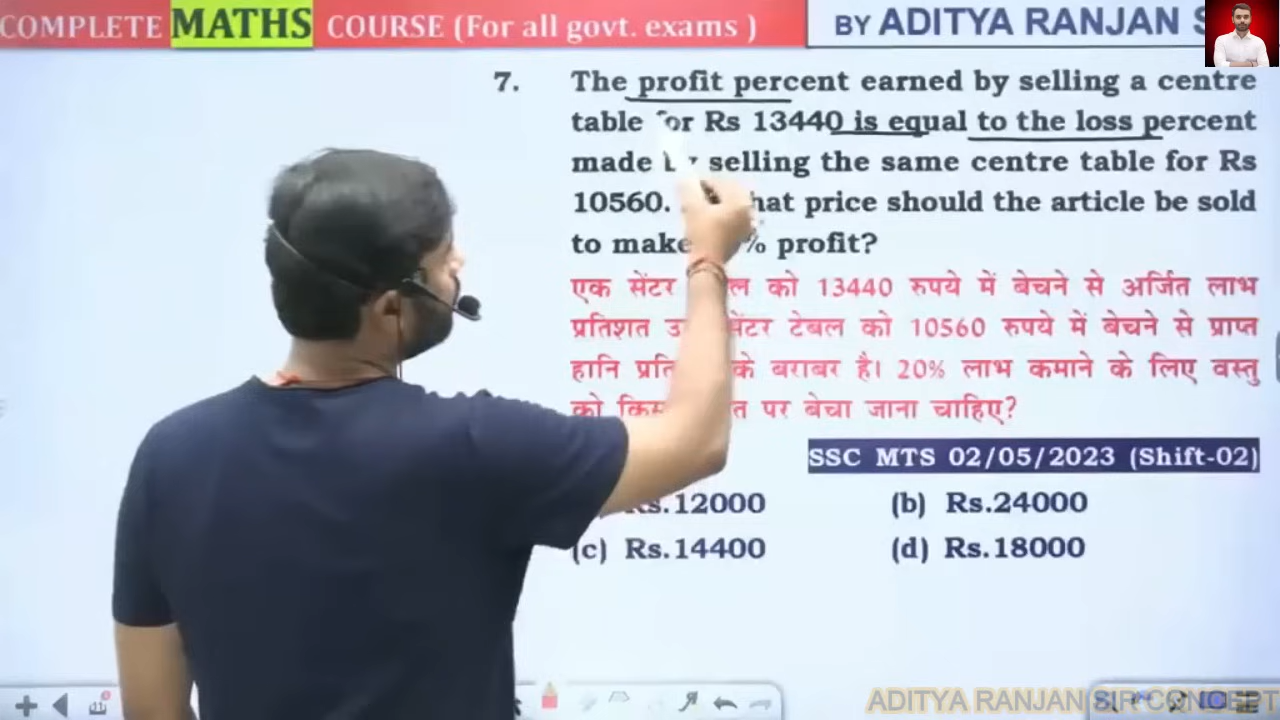 COMPLETE MATHS COURSE (For all govt. exams )
BY ADITYA RANJAN S
7. The profit percent earned by selling a centre
table for Rs 13440 is equal to the loss percent
made selling the same centre table for Rs
10560. price should the article be sold
to make % profit?
एक सेंटर को 13440 रुपये में बेचने से अर्जित लाभ
प्रतिशत सेंटर टेबल को 10560 रुपये में बेचने से प्राप्त
हानि के बराबर है। 20% लाभ कमाने के लिए वस्तु
को पर बेचा जाना चाहिए?
SSC MTS 02/05/2023 (Shift-02)
Rs.12000 (b) Rs.24000
(c) Rs.14400 (d) Rs.18000
ADITYA RANJAN SIR CONCEPT